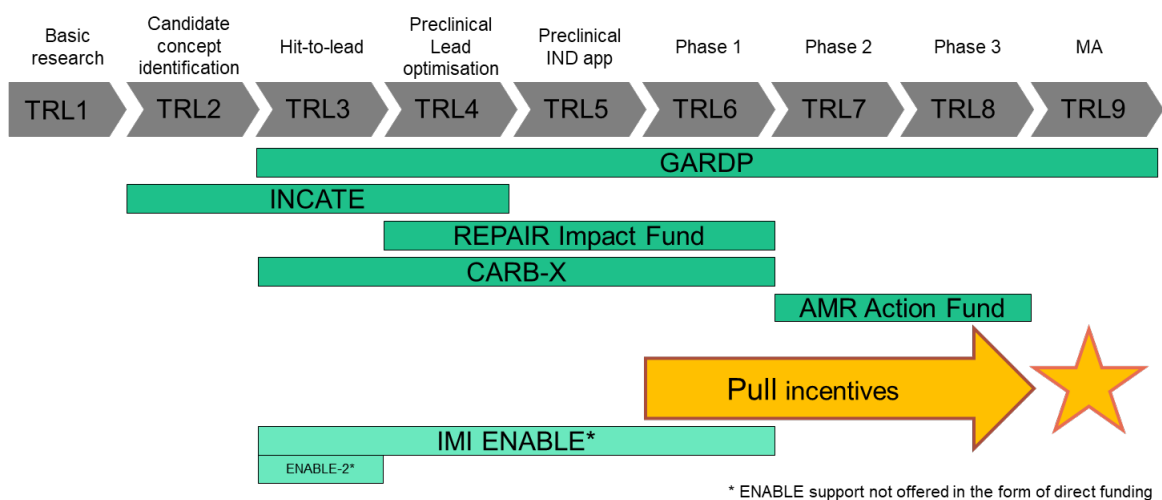 Basic
research
Candidate
concept
identification
Hit-to-lead
Preclinical
Lead
optimisation
Preclinical
IND app
Phase 1
Phase 2
Phase 3
MA
TRL1
TRL2
TRL3
TRL4
TRL5
TRL6
TRL7
TRL8
TRL9
GARDP
INCATE
REPAIR Impact Fund
CARB-X
AMR Action Fund
Pull incentives
IMI ENABLE*
ENABLE-2*
* ENABLE support not offered in the form of direct funding